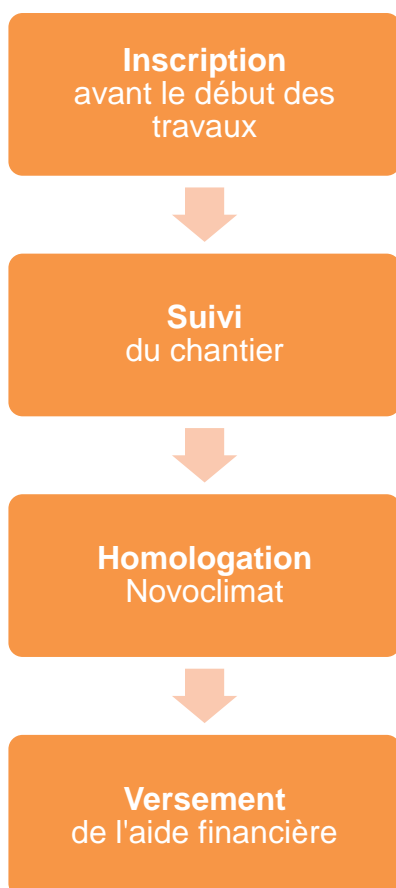 Inscription
avant le début des
travaux
Suivi
du chantier
Homologation
Novoclimat
Versement
de l'aide financière